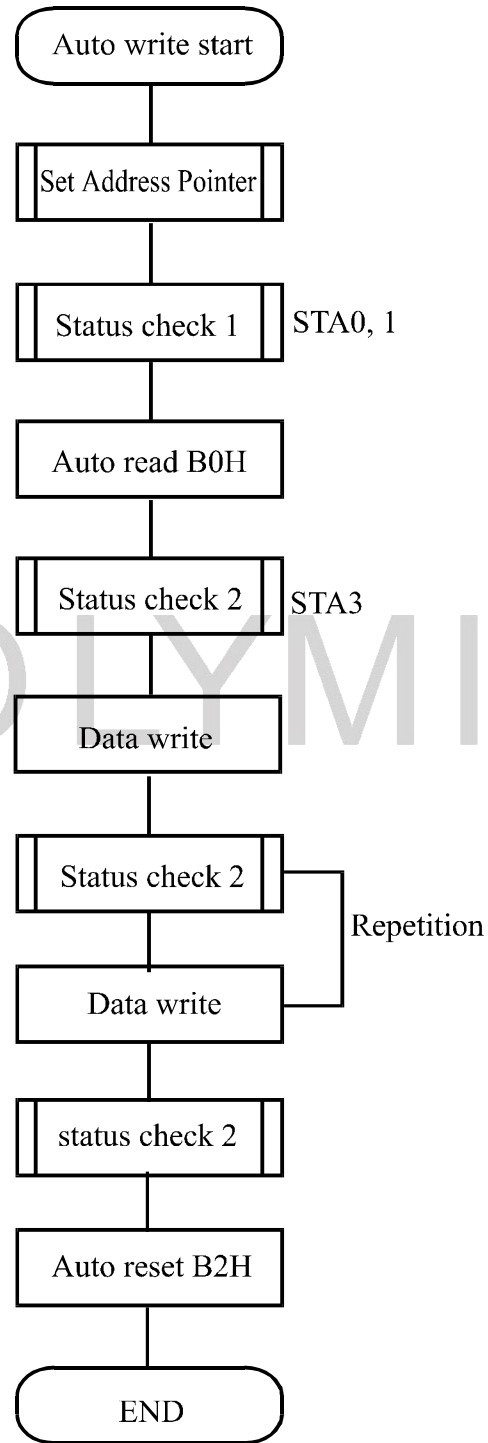 Auto write start
Set Address Pointer
Status check 1
STA0, 1
Auto read B0H
Status check 2
STA3
Data write
Status check 2
Repetition
Data write
status check 2
Auto reset B2H
END